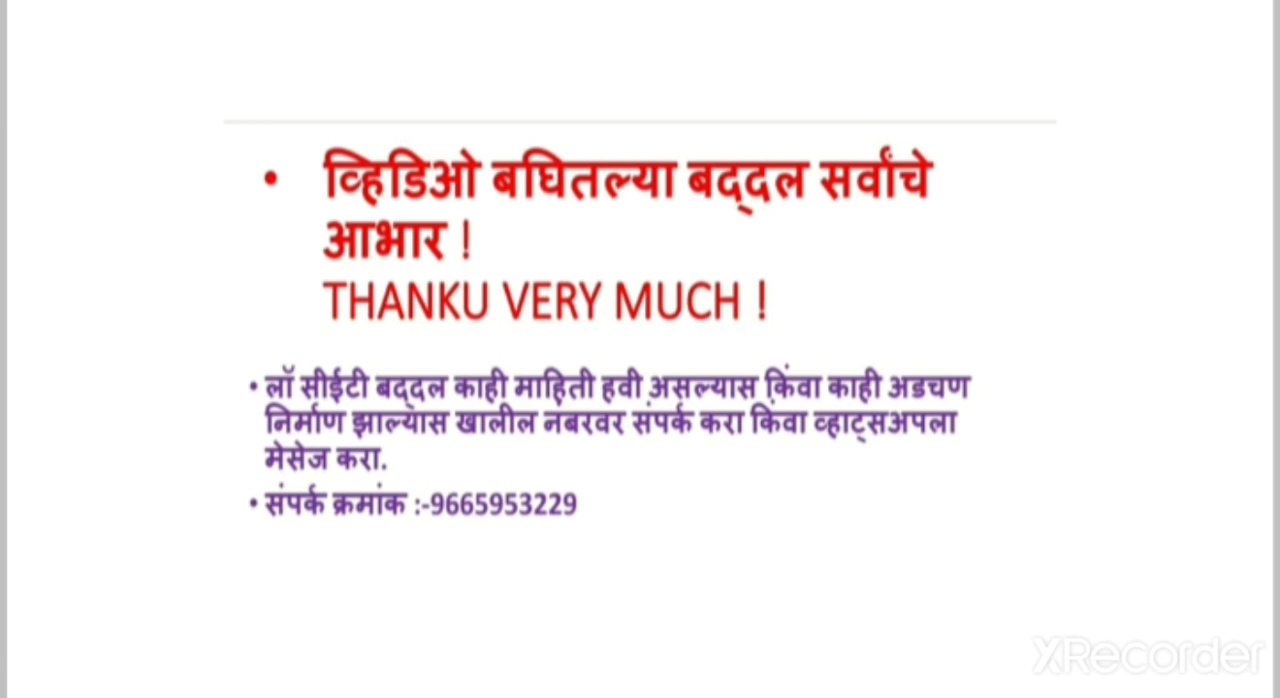 • व्हिडिओ बघितल्या बद्दल सर्वांचे
आभार !
THANKU VERY MUCH !
• लॉ सीईटी बद्दल काही माहिती हवी असल्यास किंवा काही अडचण
निर्माण झाल्यास खालील नंबरवर संपर्क करा किंवा व्हाट्सअपला
मेसेज करा.
• संपर्क क्रमांक :-9665953229
XRecorder